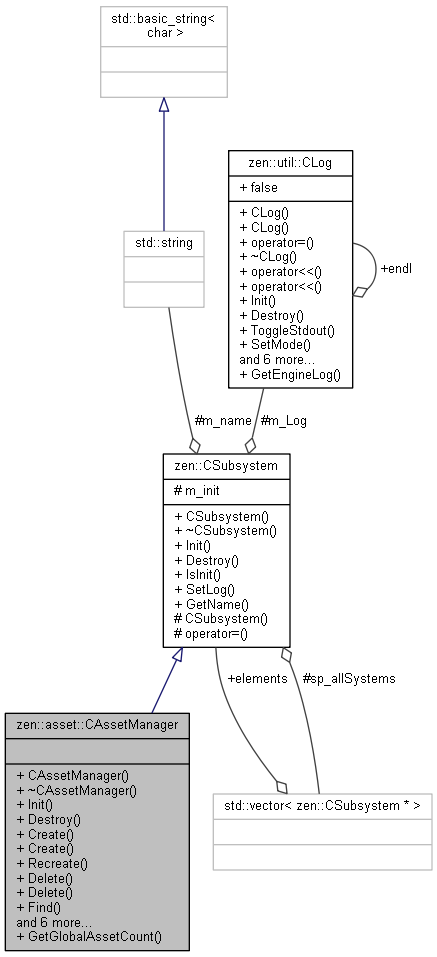 std::basic_string<
char >
zen::util::CLog
+ false
+ CLog()
+ CLog()
+ operator=()
+ ~CLog()
+ operator<<()
+ operator<<()
+ Init()
+ Destroy()
+ ToggleStdout()
+ SetMode()
and 6 more...
+ GetEngineLog()
+endl
std::string
#m_name
#m_Log
zen::CSubsystem
# m_init
+ CSubsystem()
+ ~CSubsystem()
+ Init()
+ Destroy()
+ IsInit()
+ SetLog()
+ GetName()
# CSubsystem()
# operator=()
+elements
#sp_allSystems
zen::asset::CAssetManager
+ CAssetManager()
+ ~CAssetManager()
+ Init()
+ Destroy()
+ Create()
+ Create()
+ Recreate()
+ Delete()
+ Delete()
+ Find()
and 6 more...
+ GetGlobalAssetCount()
std::vector< zen::CSubsystem * >